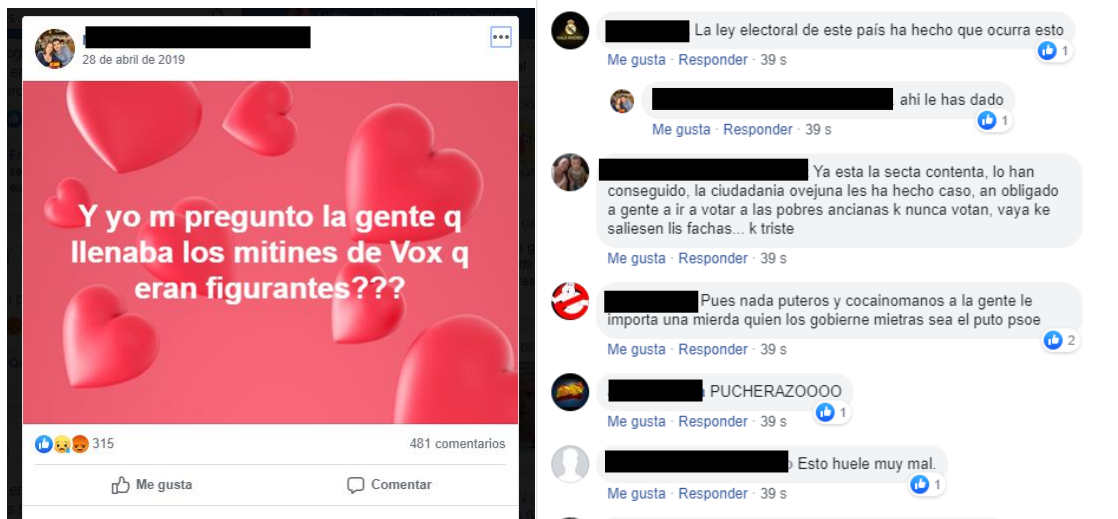 28 de abril de 2019
Y yo m pregunto la gente q
llenaba los mitines de Vox q
eran figurantes???
315
481 comentarios
Me gusta
Comentar
La ley electoral de este país ha hecho que ocurra esto
1
Me gusta · Responder · 39 s
ahi le has dado
1
Me gusta · Responder · 39 s
Ya esta la secta contenta, lo han
conseguido, la ciudadania ovejuna les ha hecho caso, an obligado
a gente a ir a votar a las pobres ancianas k nunca votan, vaya ke
saliesen lis fachas... k triste
Me gusta · Responder · 39 s
Pues nada puteros y cocainomanos a la gente le
importa una mierda quien los gobierne mietras sea el puto psoe
2
Me gusta · Responder · 39 s
PUCHERAZOOOO
1
Me gusta · Responder · 39 s
Esto huele muy mal.
1
Me gusta · Responder · 39 s